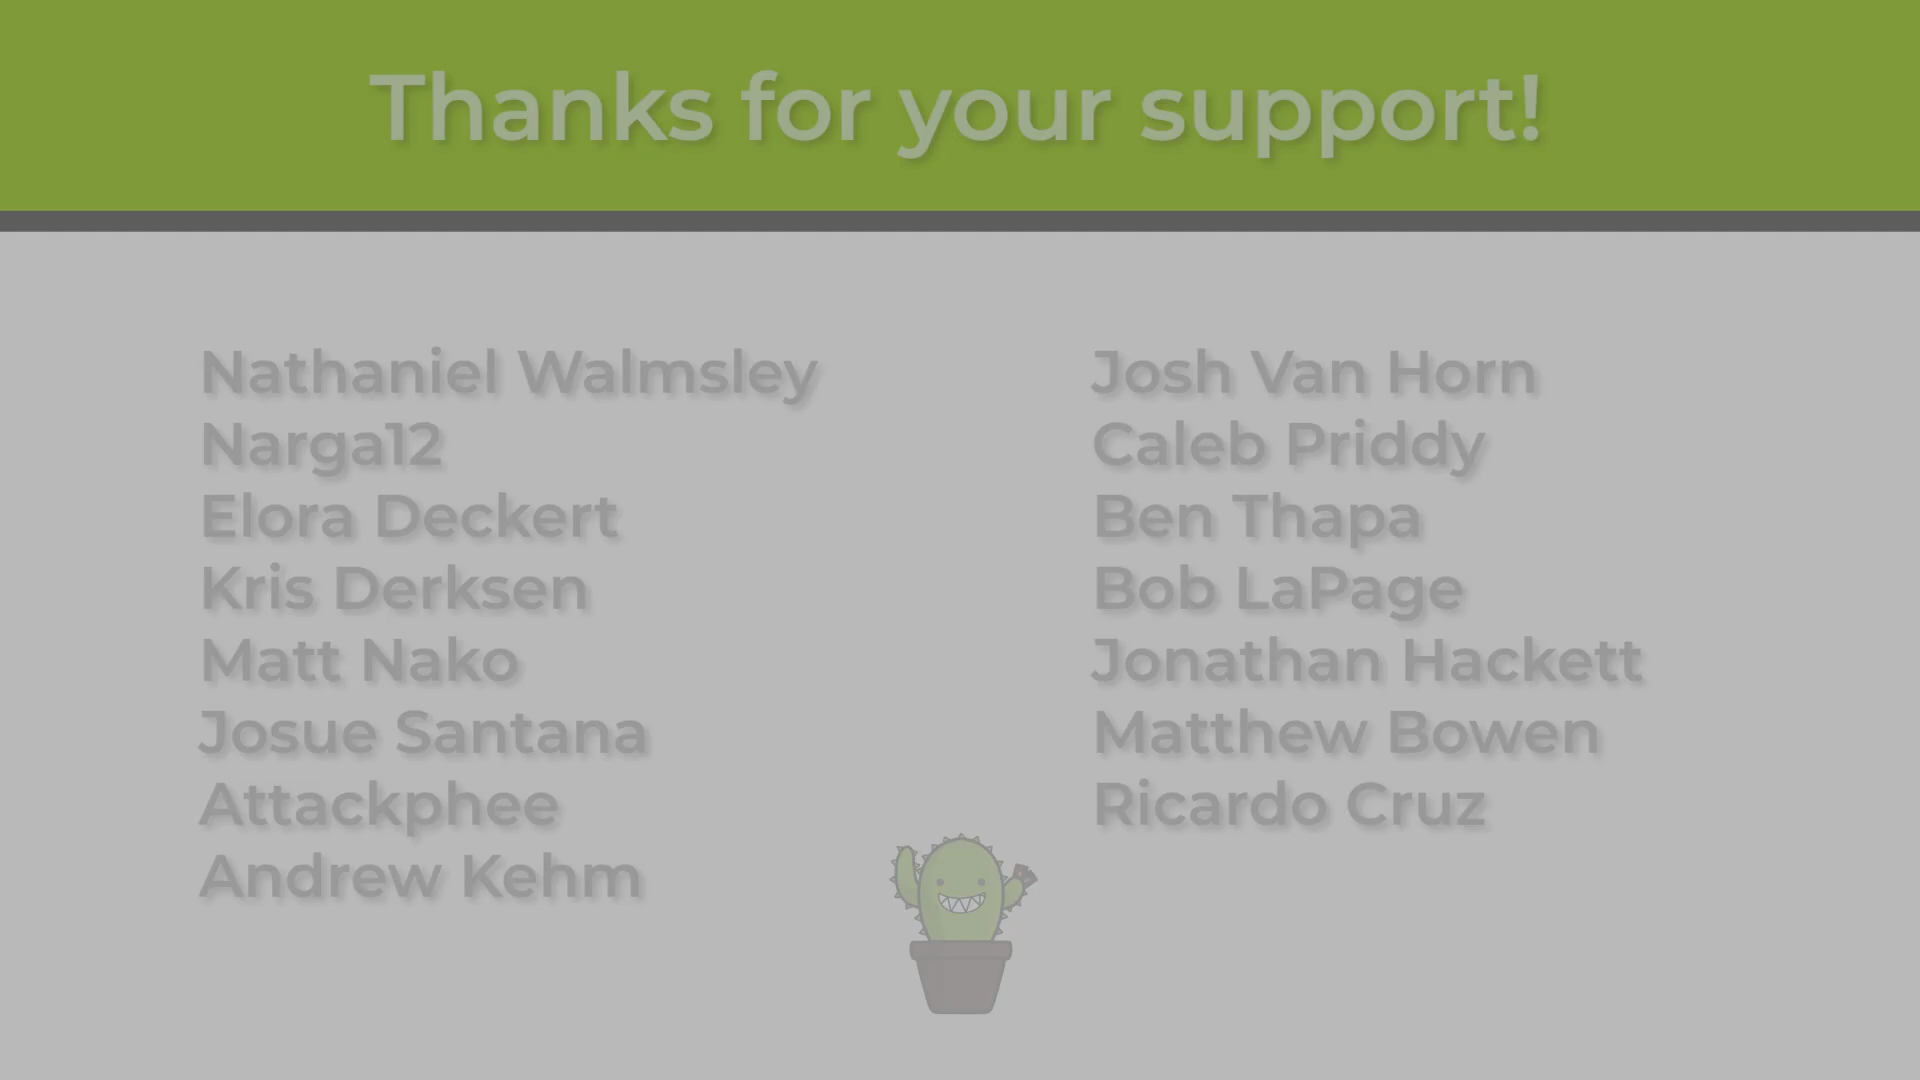 Thanks for your support!
Nathaniel Walmsley
Narga12
Elora Deckert
Kris Derksen
Matt Nako
Josue Santana
Attackphee
Andrew Kehm
Josh Van Horn
Caleb Priddy
Ben Thapa
Bob LaPage
Jonathan Hackett
Matthew Bowen
Ricardo Cruz